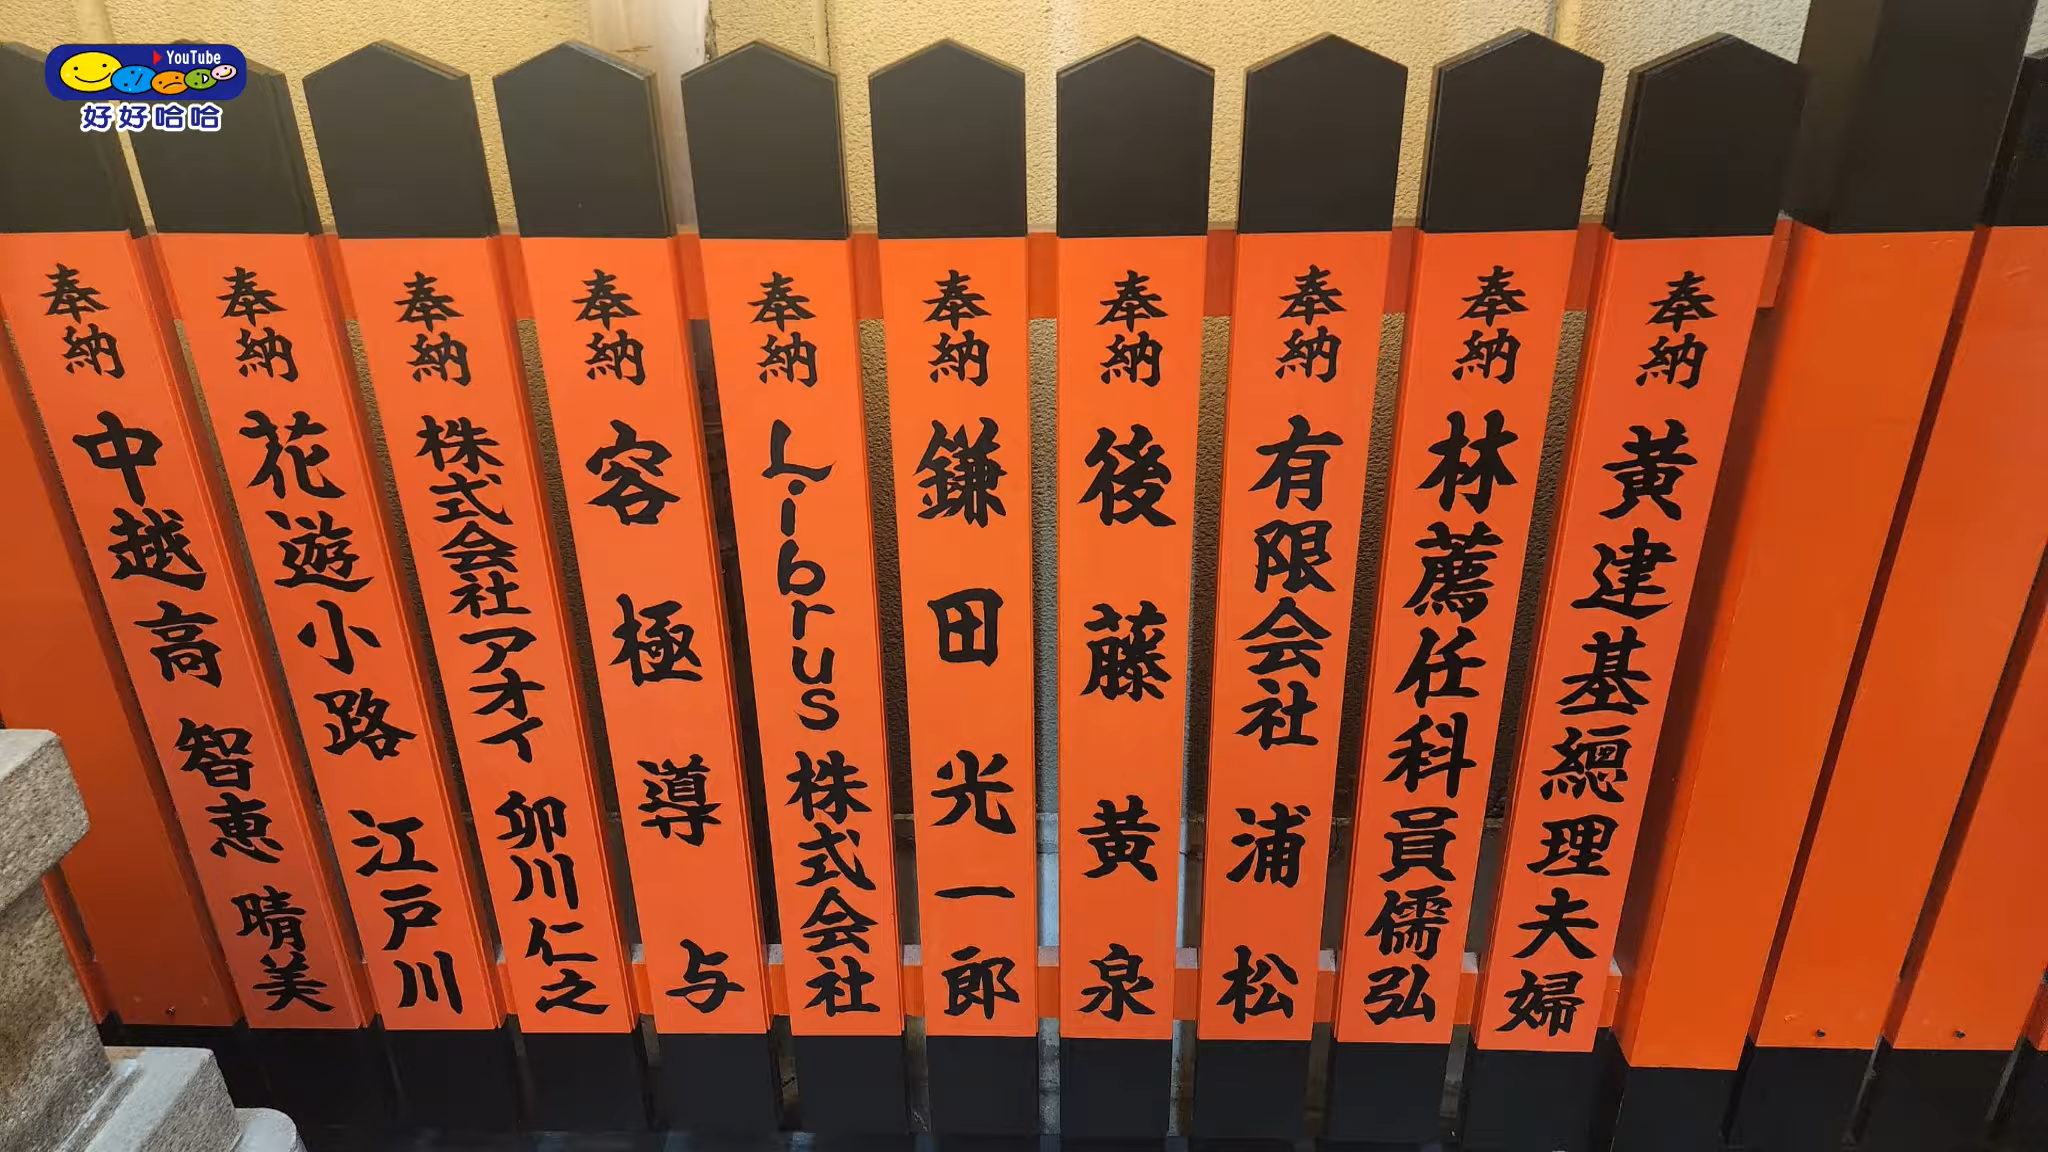 YouTube
好好哈哈
奉納 黃建基總理夫婦
奉納 林薦任科員儒弘
奉納 有限会社 浦松
奉納 後藤黄泉
奉納 鎌田光一郎
奉納 Librus株式会社
奉納 容極導与
奉納 株式会社アオイ 卯川仁之
奉納 花遊小路 江戸川
奉納 中越高 智恵 晴美